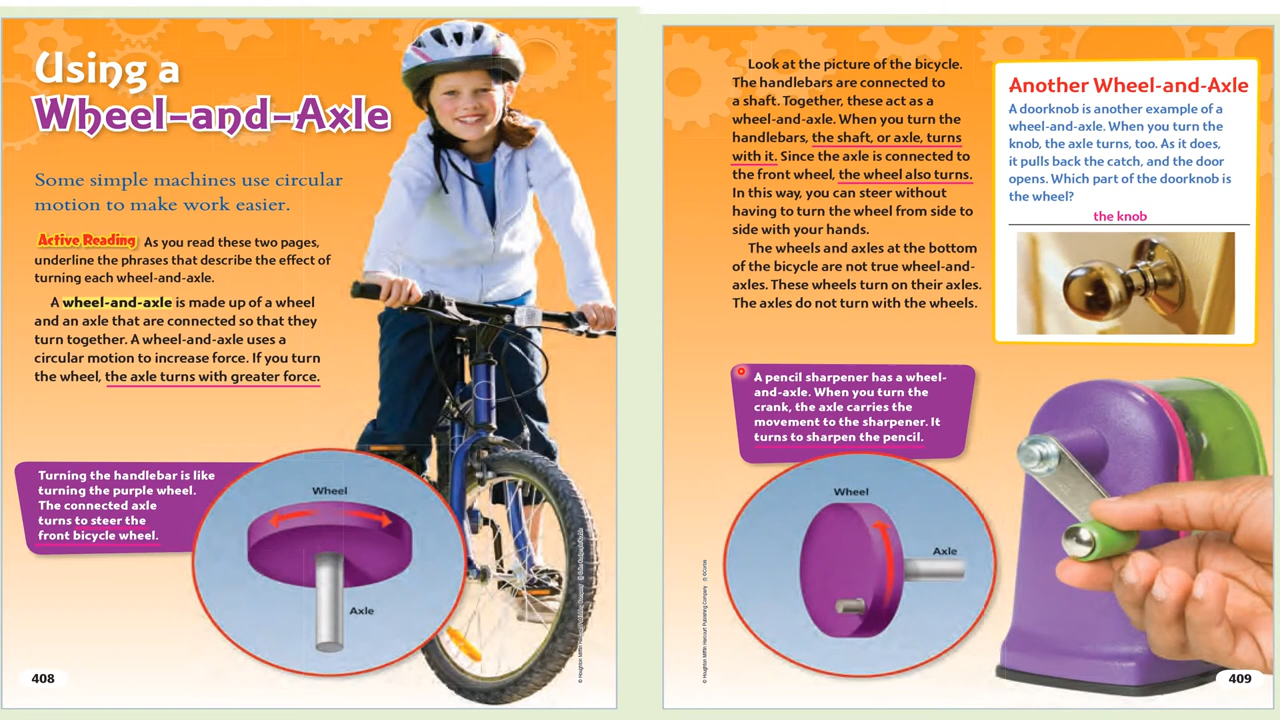 Using a
Wheel-and-Axle
Some simple machines use circular
motion to make work easier.
Active Reading As you read these two pages,
underline the phrases that describe the effect of
turning each wheel-and-axle.
A wheel-and-axle is made up of a wheel
and an axle that are connected so that they
turn together. A wheel-and-axle uses a
circular motion to increase force. If you turn
the wheel, the axle turns with greater force.
Turning the handlebar is like
turning the purple wheel.
The connected axle
turns to steer the
front bicycle wheel.
Wheel
Axle
408
Look at the picture of the bicycle.
The handlebars are connected to
a shaft. Together, these act as a
wheel-and-axle. When you turn the
handlebars, the shaft, or axle, turns
with it. Since the axle is connected to
the front wheel, the wheel also turns.
In this way, you can steer without
having to turn the wheel from side to
side with your hands.
The wheels and axles at the bottom
of the bicycle are not true wheel-and-
axles. These wheels turn on their axles.
The axles do not turn with the wheels.
Another Wheel-and-Axle
A doorknob is another example of a
wheel-and-axle. When you turn the
knob, the axle turns, too. As it does,
it pulls back the catch, and the door
opens. Which part of the doorknob is
the wheel?
the knob
A pencil sharpener has a wheel-
and-axle. When you turn the
crank, the axle carries the
movement to the sharpener. It
turns to sharpen the pencil.
Wheel
Axle
© Houghton Mifflin Harcourt Publishing Company
409